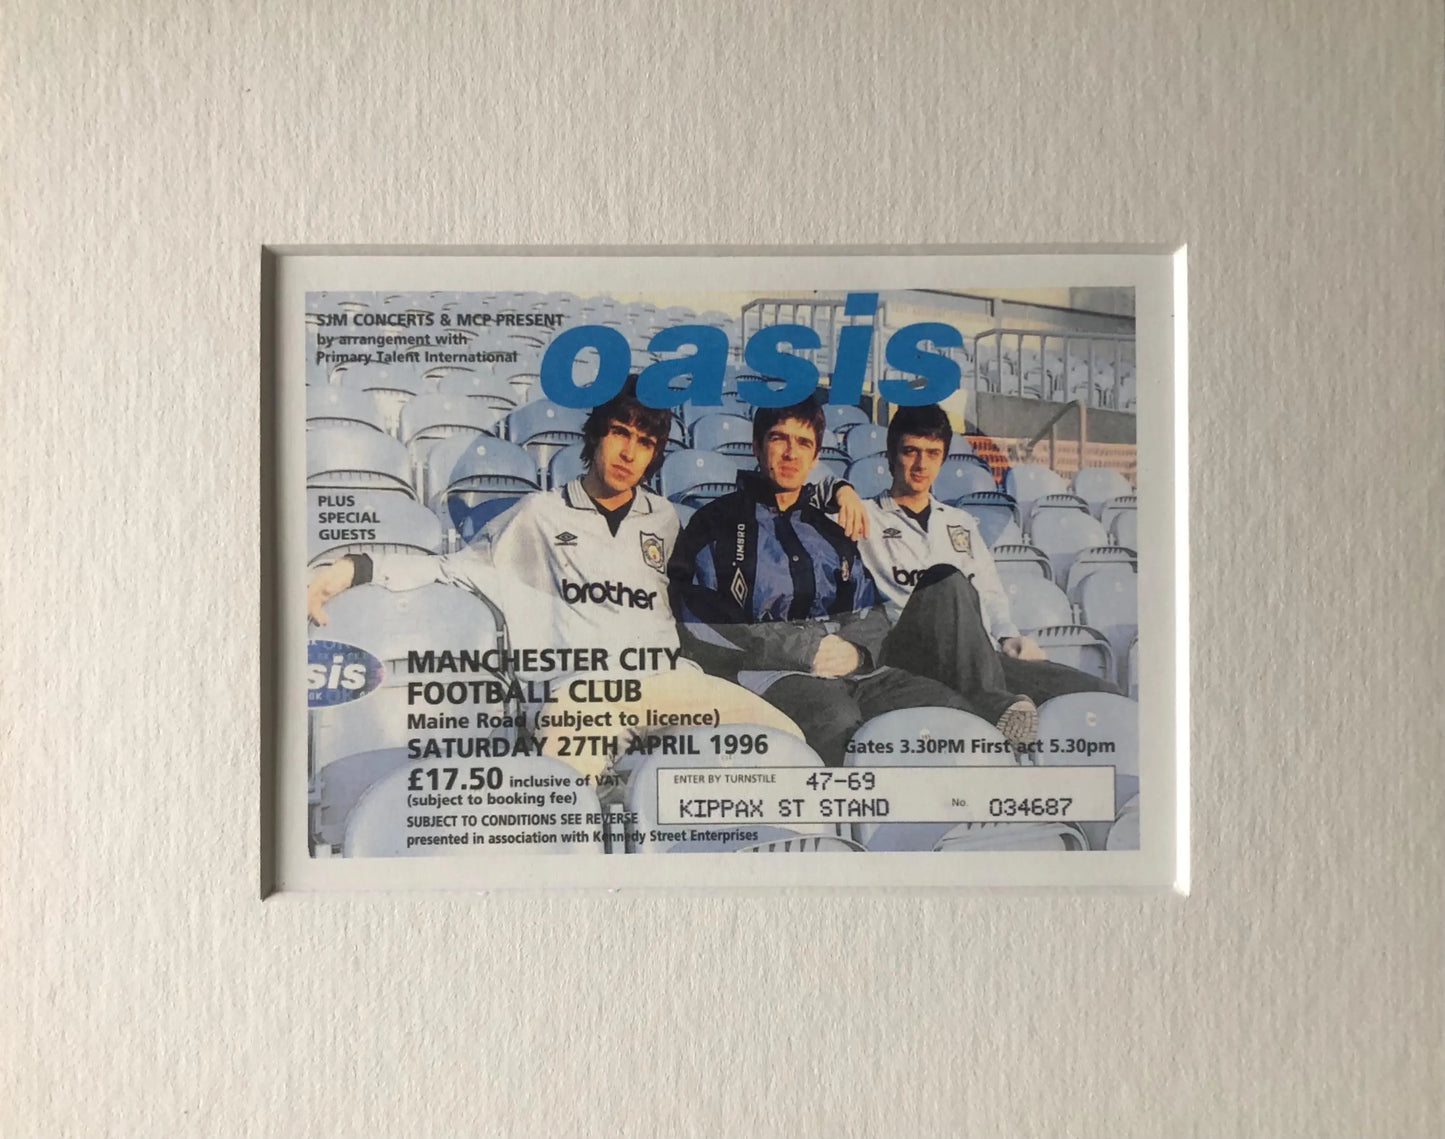 SJM CONCERTS & MCP PRESENT
by arrangement with
Primary Talent International
oasis
PLUS
SPECIAL
GUESTS
UMBRO
brother
sis
MANCHESTER CITY
FOOTBALL CLUB
Maine Road (subject to licence)
SATURDAY 27TH APRIL 1996
Gates 3.30PM First act 5.30pm
£17.50 inclusive of VAT
(subject to booking fee)
SUBJECT TO CONDITIONS SEE REVERSE
presented in association with Kennedy Street Enterprises
ENTER BY TURNSTILE 47-69
KIPPAX ST STAND No. 034687